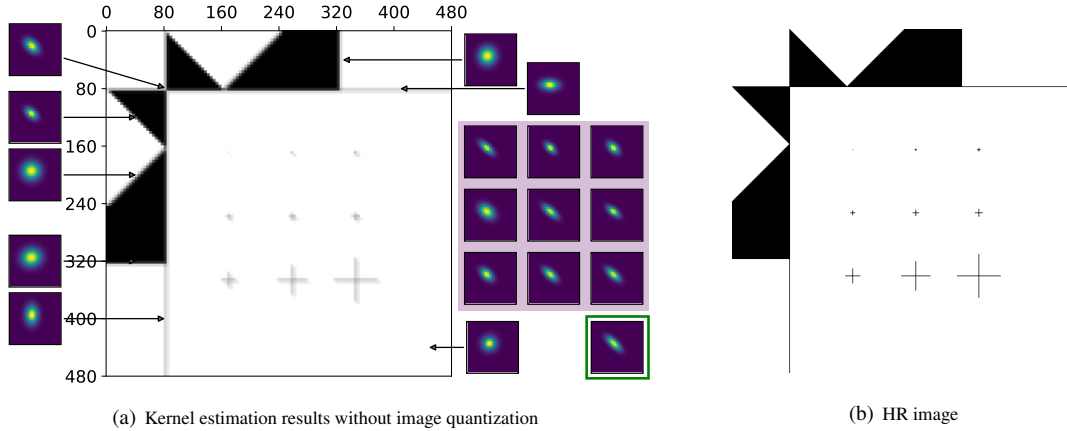 0 80 160 240 320 400 480
0
80
160
240
320
400
480
(a) Kernel estimation results without image quantization
(b) HR image